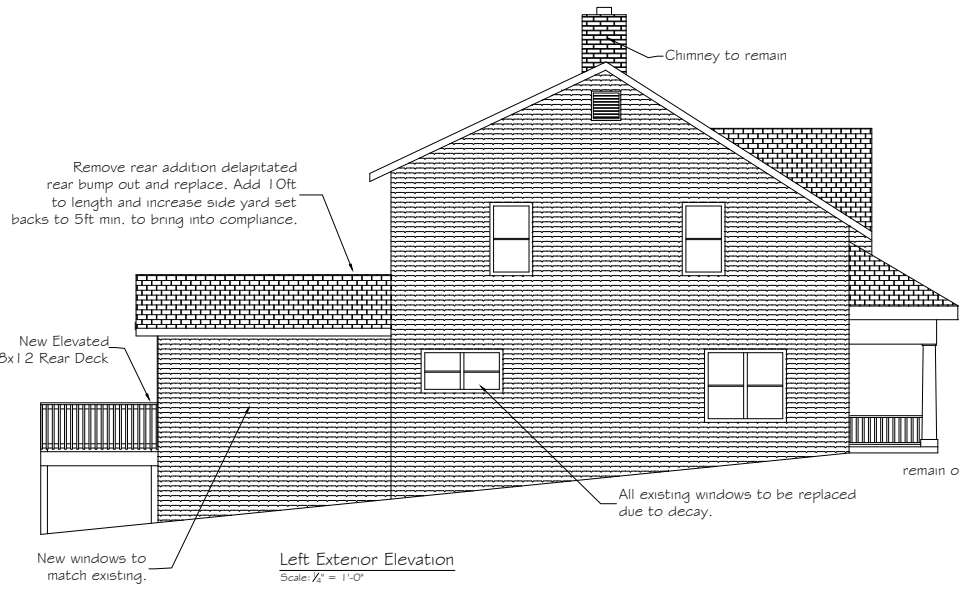 Chimney to remain
Remove rear addition delapitated
rear bump out and replace. Add 10ft
to length and increase side yard set
backs to 5ft min. to bring into compliance.
New Elevated
8x12 Rear Deck
remain o
All existing windows to be replaced
due to decay.
New windows to
match existing.
Left Exterior Elevation
Scale: 1/4" = 1'-0"